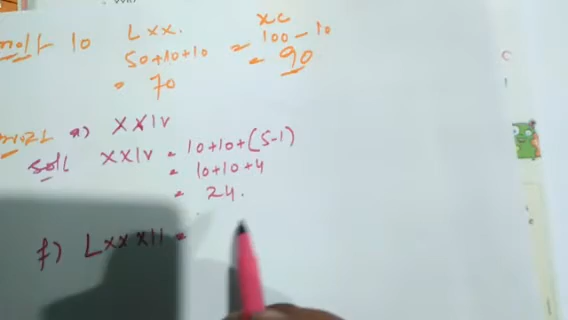 10 LXX. XC
50+10+10 = 100 - 10
= 70 = 90
a) XXIV
Soll XXIV = 10+10+(5-1)
= 10+10+4
= 24.
f) LXXXII =